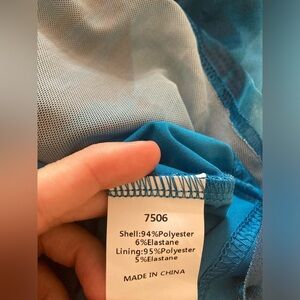 7506
Shell:94%Polyester
6%Elastane
Lining:95%Polyester
5%Elastane
MADE IN CHINA